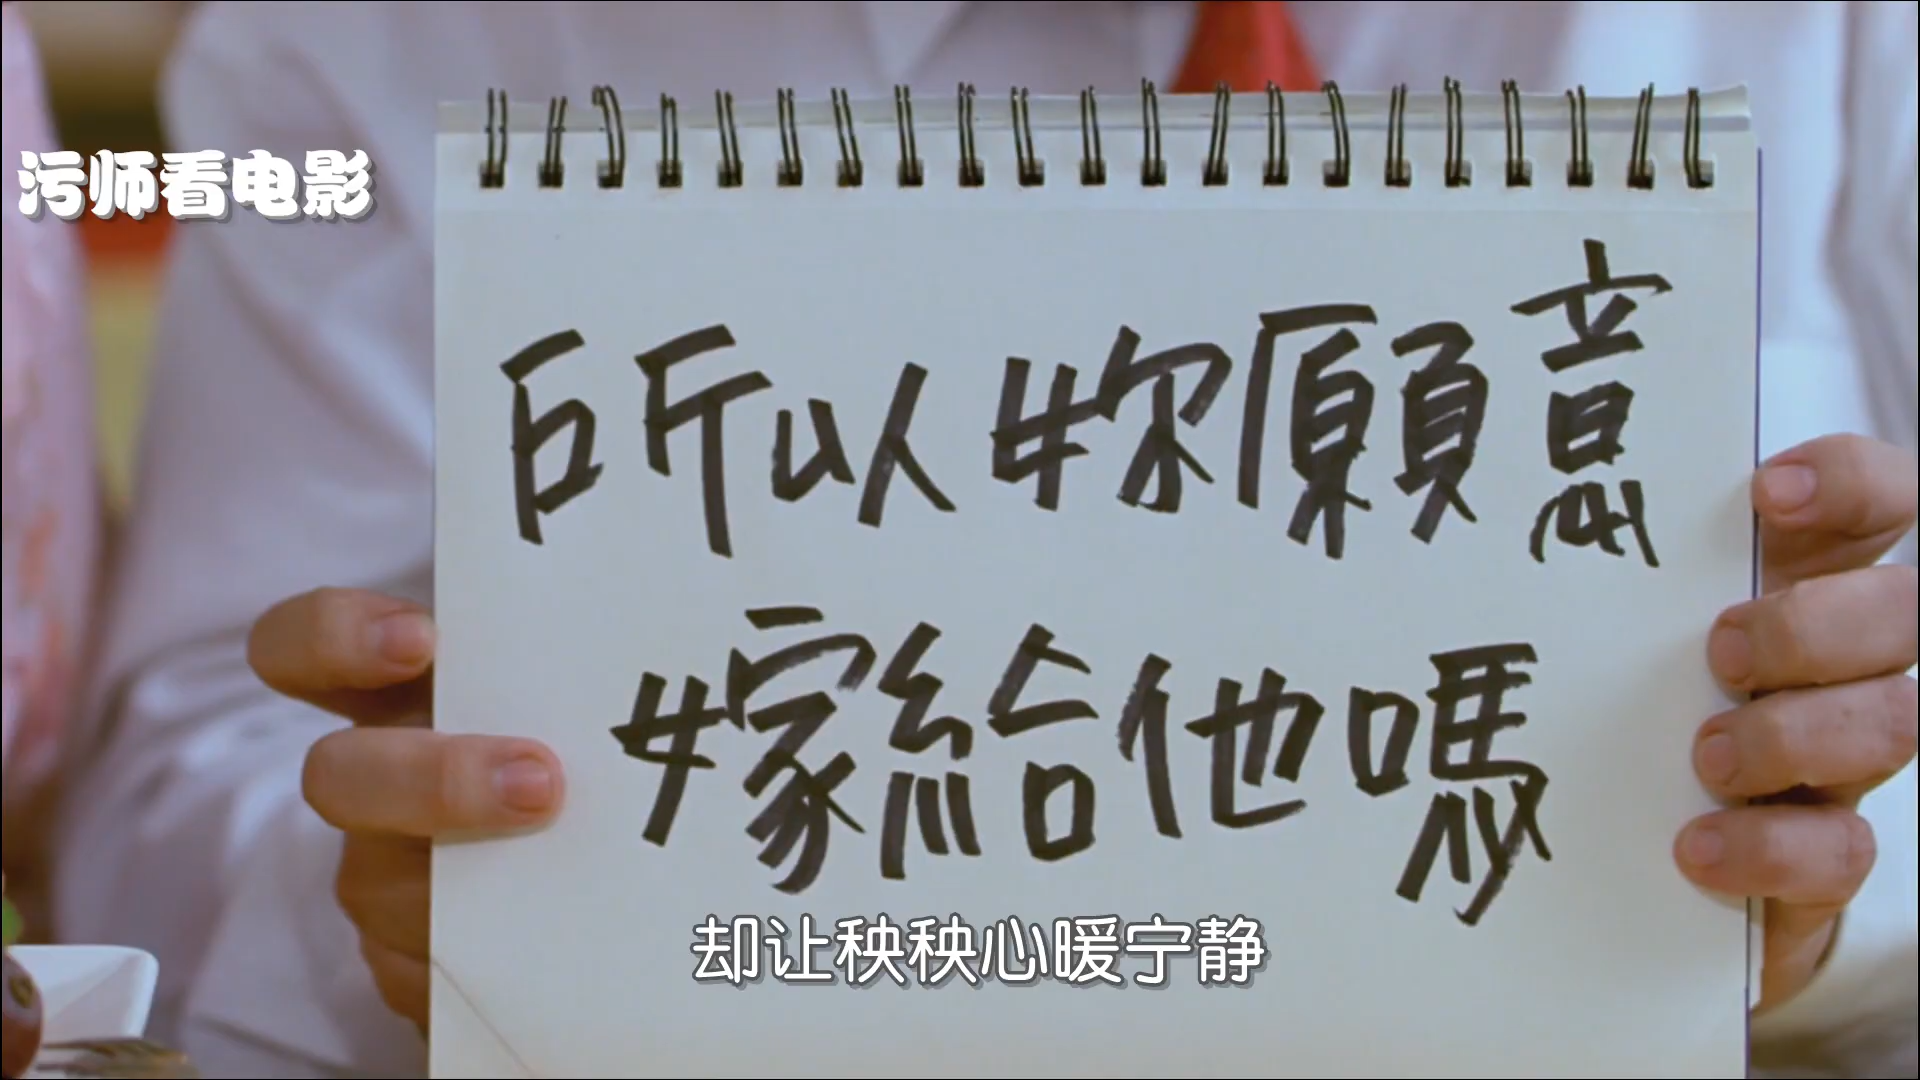 污师看电影
所以妳願意
嫁給他嗎
却让秧秧心暖宁静